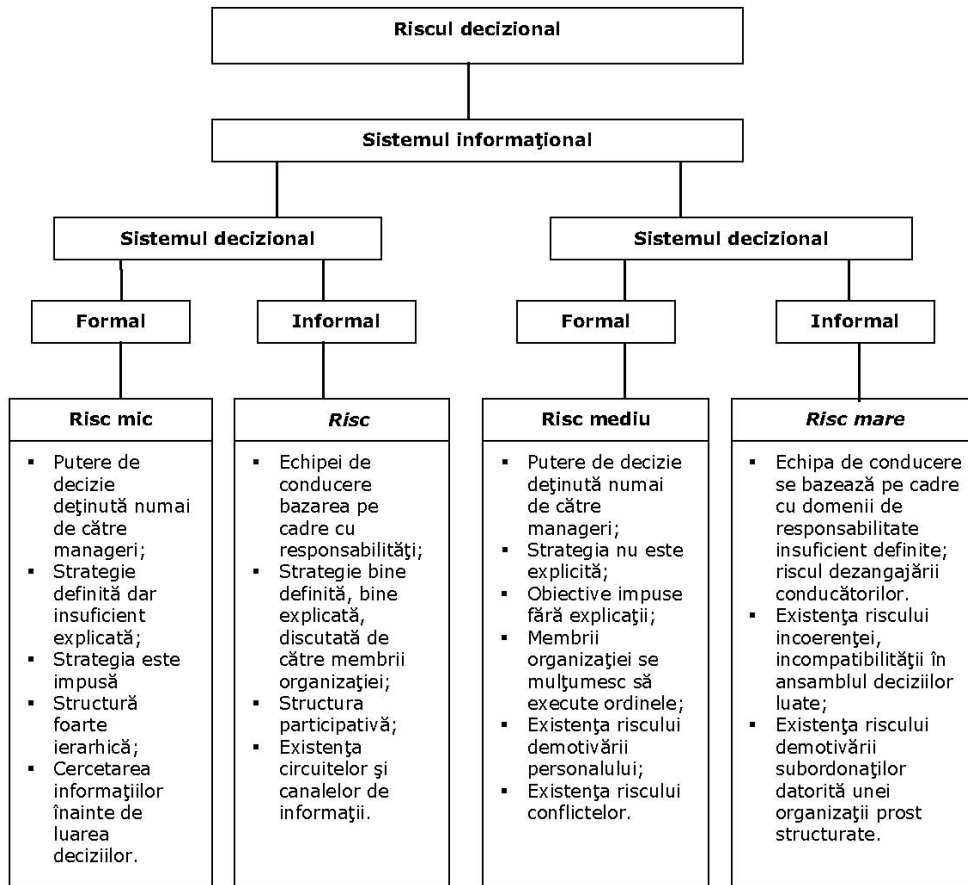 Riscul decizional
Sistemul informaţional
Sistemul decizional
Sistemul decizional
Formal
Informal
Formal
Informal
Risc mic
▪ Putere de
decizie
deţinută numai
de către
manageri;
▪ Strategie
definită dar
insuficient
explicată;
▪ Strategia este
impusă
▪ Structură
foarte
ierarhică;
▪ Cercetarea
informaţiilor
înainte de
luarea
deciziilor.
Risc
▪ Echipei de
conducere
bazarea pe
cadre cu
responsabilităţi;
▪ Strategie bine
definită, bine
explicată,
discutată de
către membrii
organizaţiei;
▪ Structura
participativă;
▪ Existenţa
circuitelor şi
canalelor de
informaţii.
Risc mediu
▪ Putere de decizie
deţinută numai
de către
manageri;
▪ Strategia nu este
explicită;
▪ Obiective impuse
fără explicaţii;
▪ Membrii
organizaţiei se
mulţumesc să
execute ordinele;
▪ Existenţa riscului
demotivării
personalului;
▪ Existenţa riscului
conflictelor.
Risc mare
▪ Echipa de conducere
se bazează pe cadre
cu domenii de
responsabilitate
insuficient definite;
riscul dezangajării
conducătorilor.
▪ Existenţa riscului
incoerenţei,
incompatibilităţii în
ansamblul deciziilor
luate;
▪ Existenţa riscului
demotivării
subordonaţilor
datorită unei
organizaţii prost
structurate.